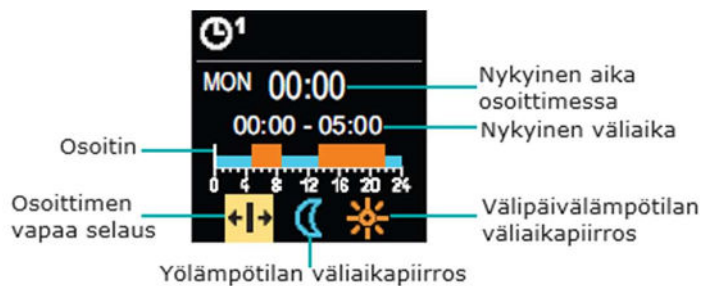 1
MON 00:00
Nykyinen aika
osoittimessa
00:00 - 05:00
Nykyinen väliaika
Osoitin
0 4 8 12 16 20 24
Osoittimen
vapaa selaus
Välipäivälämpötilan
väliaikapiirros
Yölämpötilan väliaikapiirros